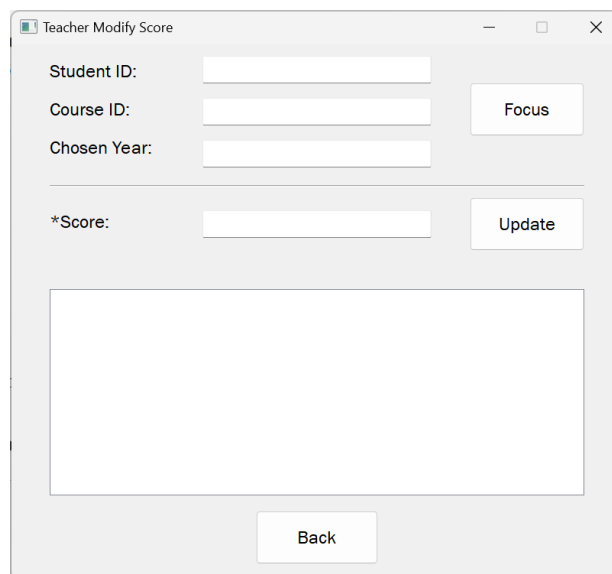 Teacher Modify Score
Student ID:
Course ID:
Focus
Chosen Year:
*Score:
Update
Back